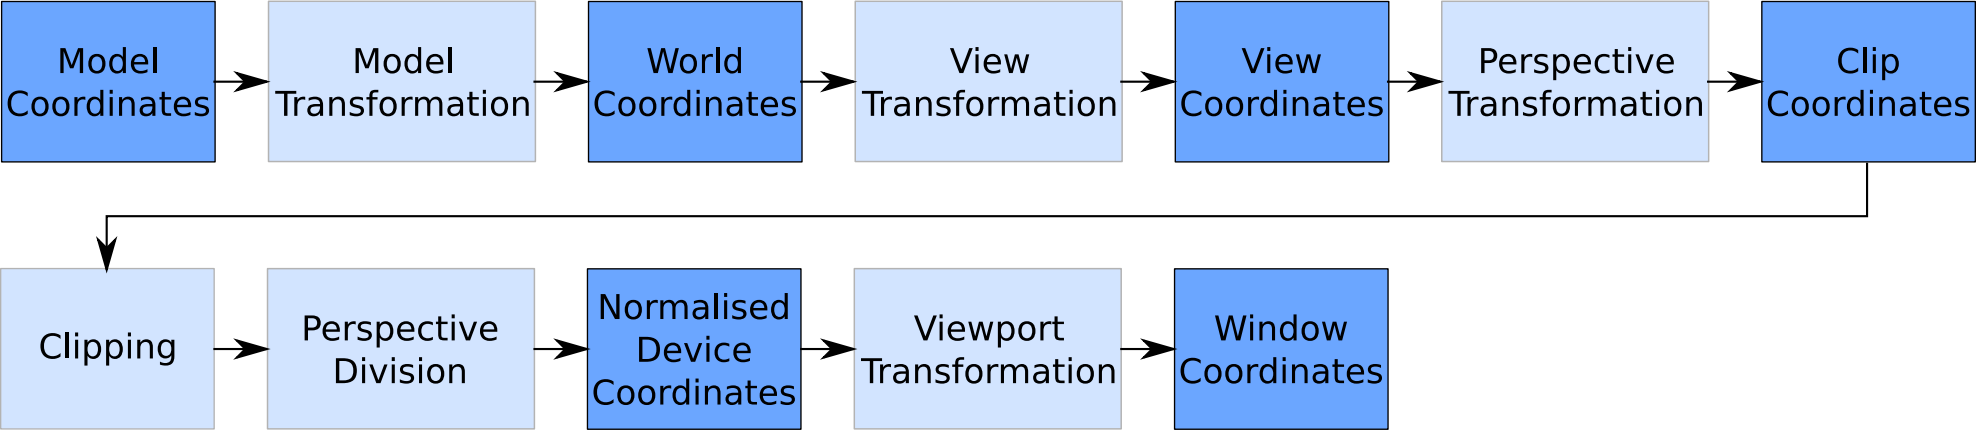 Model
Coordinates
Model
Transformation
World
Coordinates
View
Transformation
View
Coordinates
Perspective
Transformation
Clip
Coordinates
Clipping
Perspective
Division
Normalised
Device
Coordinates
Viewport
Transformation
Window
Coordinates